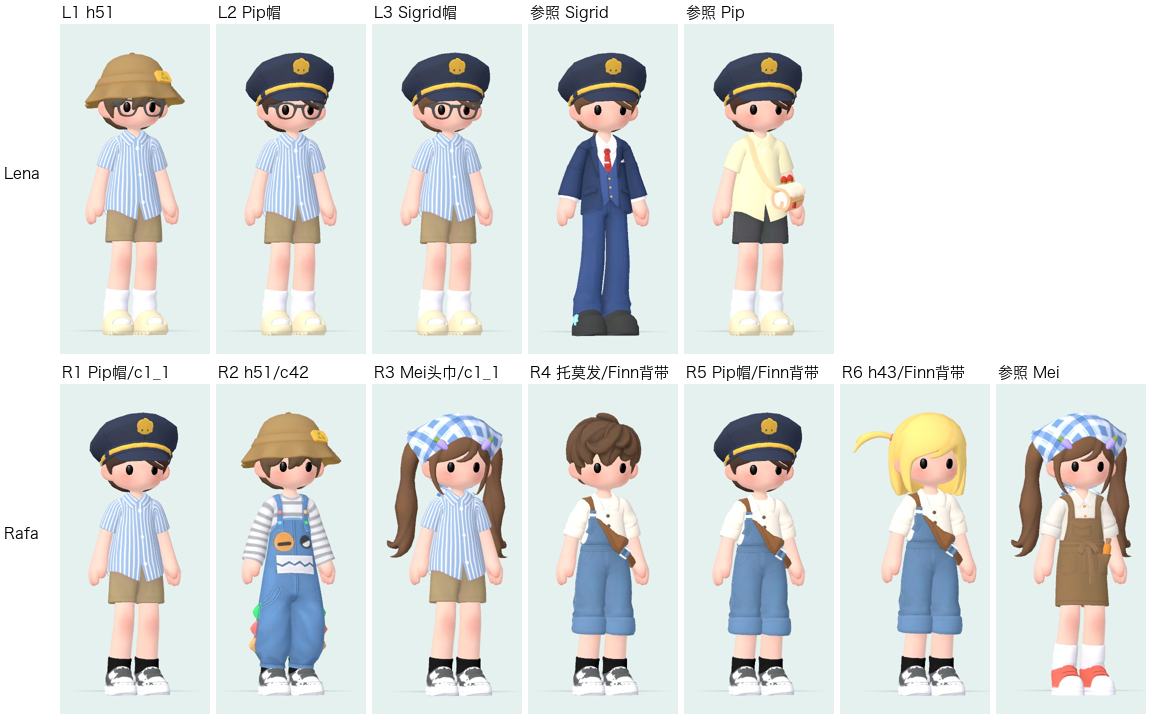 L1 h51
L2 Pip帽
L3 Sigrid帽
参照 Sigrid
参照 Pip
Lena
R1 Pip帽/c1_1
R2 h51/c42
R3 Mei头巾/c1_1
R4 托莫发/Finn背带
R5 Pip帽/Finn背带
R6 h43/Finn背带
参照 Mei
Rafa